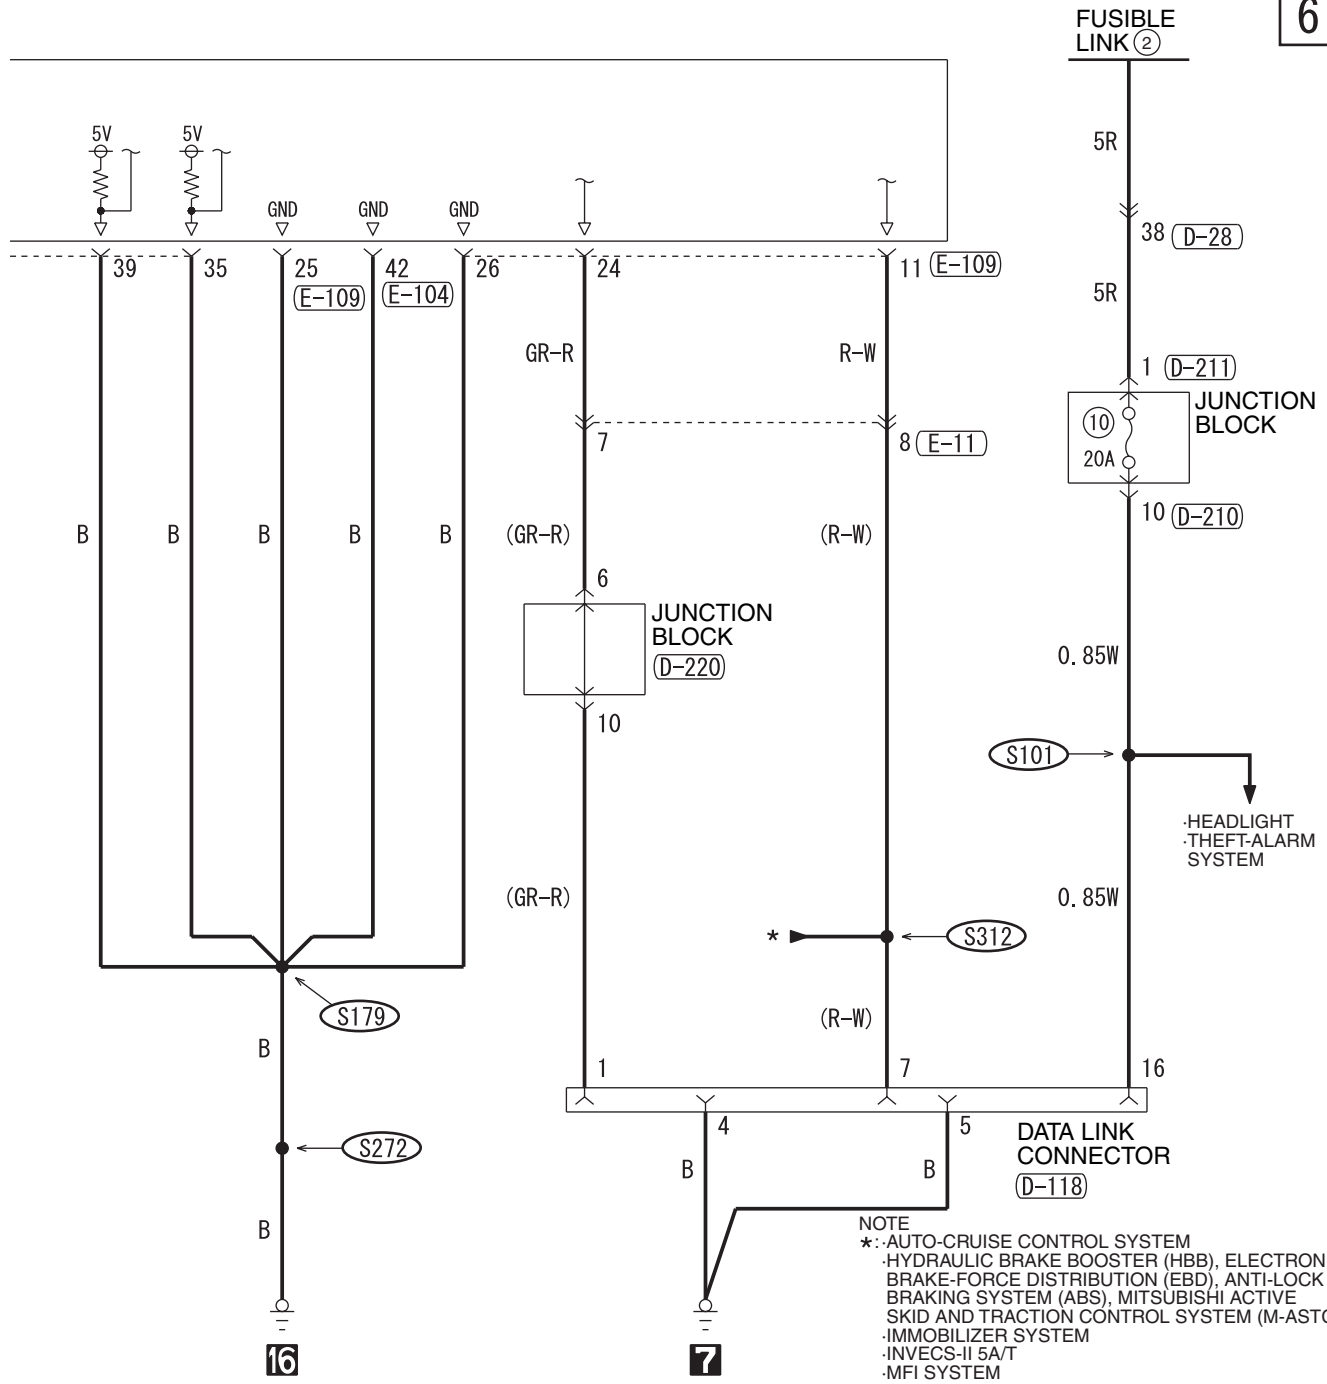 6
FUSIBLE
LINK ②
5R
5V 5V
38 D-28
GND GND GND
39 35 25 42 26 24 11 E-109
E-109 E-104
5R
GR-R R-W
1 D-211
JUNCTION
BLOCK
⑩
20A
7 8 E-11
10 D-210
B B B B B (GR-R) (R-W)
6
JUNCTION
BLOCK
D-220
0.85W
10
S101
·HEADLIGHT
·THEFT-ALARM
SYSTEM
(GR-R) 0.85W
* S312
S179
(R-W)
B
1 7 16
4 5
S272
DATA LINK
CONNECTOR
D-118
B B
B
NOTE
*:·AUTO-CRUISE CONTROL SYSTEM
·HYDRAULIC BRAKE BOOSTER (HBB), ELECTRON
BRAKE-FORCE DISTRIBUTION (EBD), ANTI-LOCK
BRAKING SYSTEM (ABS), MITSUBISHI ACTIVE
SKID AND TRACTION CONTROL SYSTEM (M-ASTC
·IMMOBILIZER SYSTEM
·INVECS-II 5A/T
·MFI SYSTEM
16 7